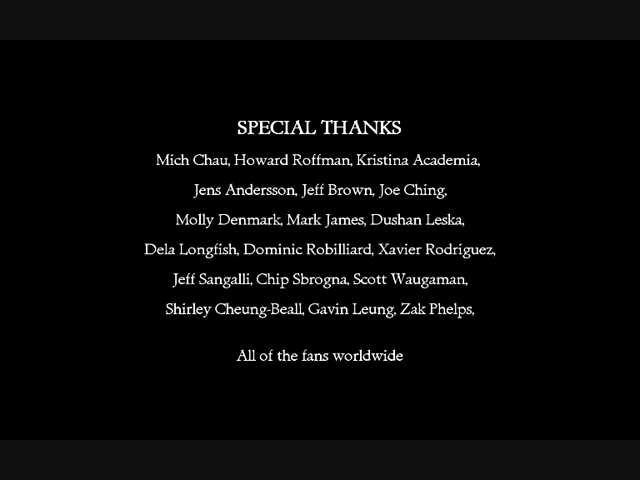 SPECIAL THANKS
Mich Chau, Howard Roffman, Kristina Academia,
Jens Andersson, Jeff Brown, Joe Ching,
Molly Denmark, Mark James, Dushan Leska,
Dela Longfish, Dominic Robilliard, Xavier Rodriguez,
Jeff Sangalli, Chip Sbrogna, Scott Waugaman,
Shirley Cheung-Beall, Gavin Leung, Zak Phelps,
All of the fans worldwide